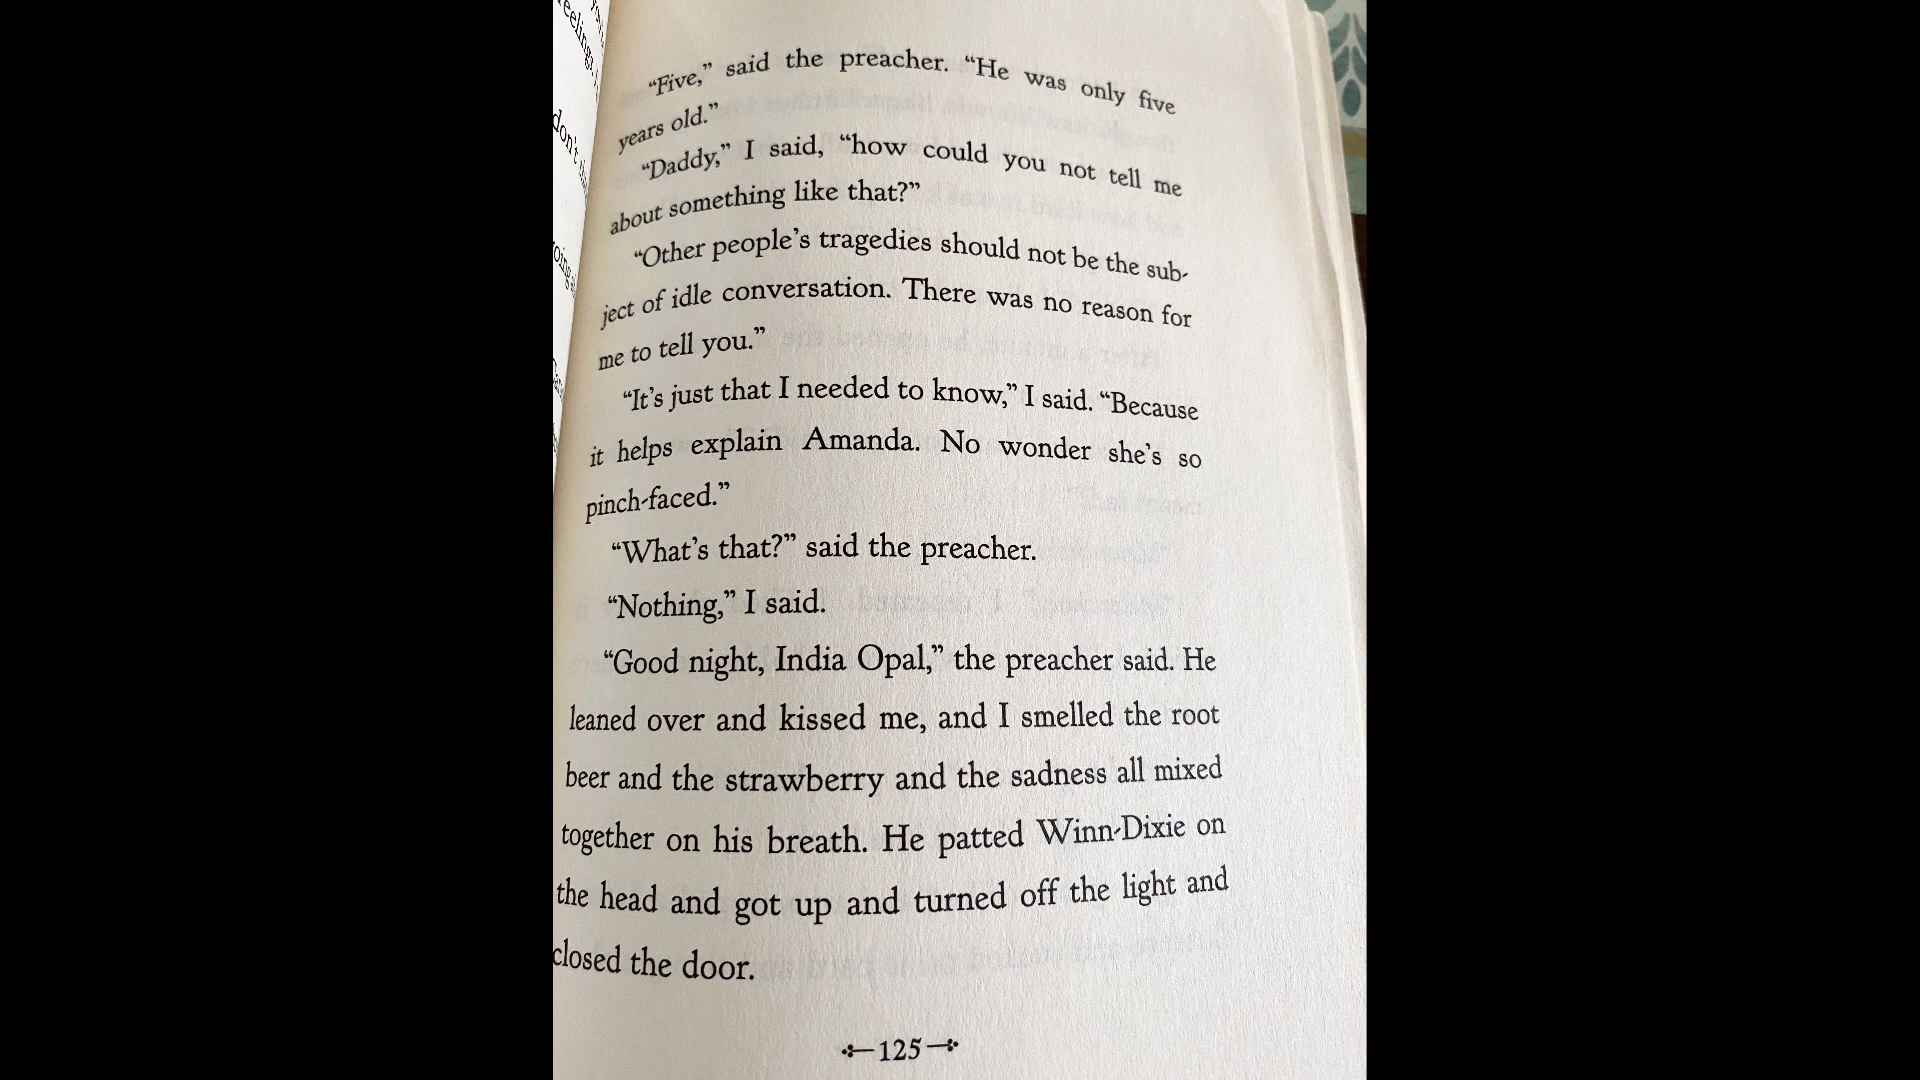 eelings,
don't
“Five,” said the preacher. “He was only five
years old.”
“Daddy,” I said, “how could you not tell me
about something like that?”
“Other people’s tragedies should not be the sub-
ject of idle conversation. There was no reason for
me to tell you.”
“It’s just that I needed to know,” I said. “Because
it helps explain Amanda. No wonder she’s so
pinch-faced.”
“What’s that?” said the preacher.
“Nothing,” I said.
“Good night, India Opal,” the preacher said. He
leaned over and kissed me, and I smelled the root
beer and the strawberry and the sadness all mixed
together on his breath. He patted Winn-Dixie on
the head and got up and turned off the light and
closed the door.
125